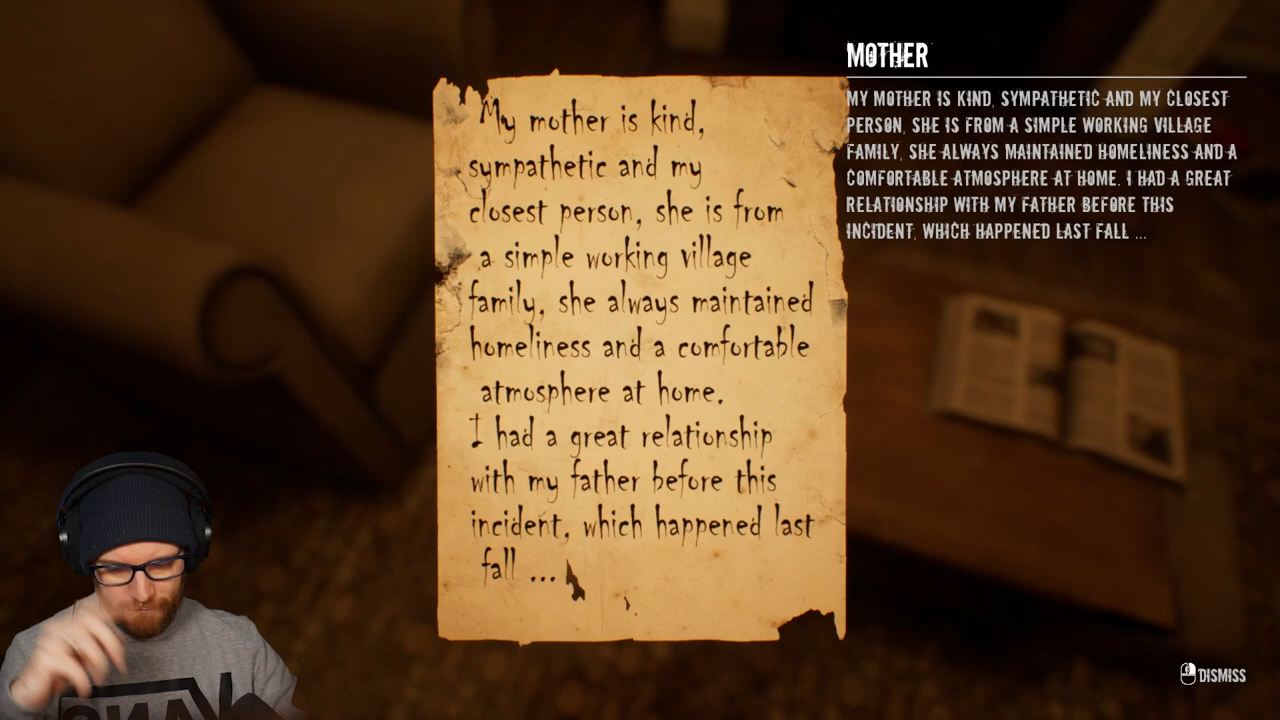 My mother is kind,
sympathetic and my
closest person, she is from
a simple working village
family, she always maintained
homeliness and a comfortable
atmosphere at home.
I had a great relationship
with my father before this
incident, which happened last
fall ...
MOTHER
MY MOTHER IS KIND, SYMPATHETIC AND MY CLOSEST
PERSON, SHE IS FROM A SIMPLE WORKING VILLAGE
FAMILY, SHE ALWAYS MAINTAINED HOMELINESS AND A
COMFORTABLE ATMOSPHERE AT HOME. I HAD A GREAT
RELATIONSHIP WITH MY FATHER BEFORE THIS
INCIDENT, WHICH HAPPENED LAST FALL ...
DISMISS